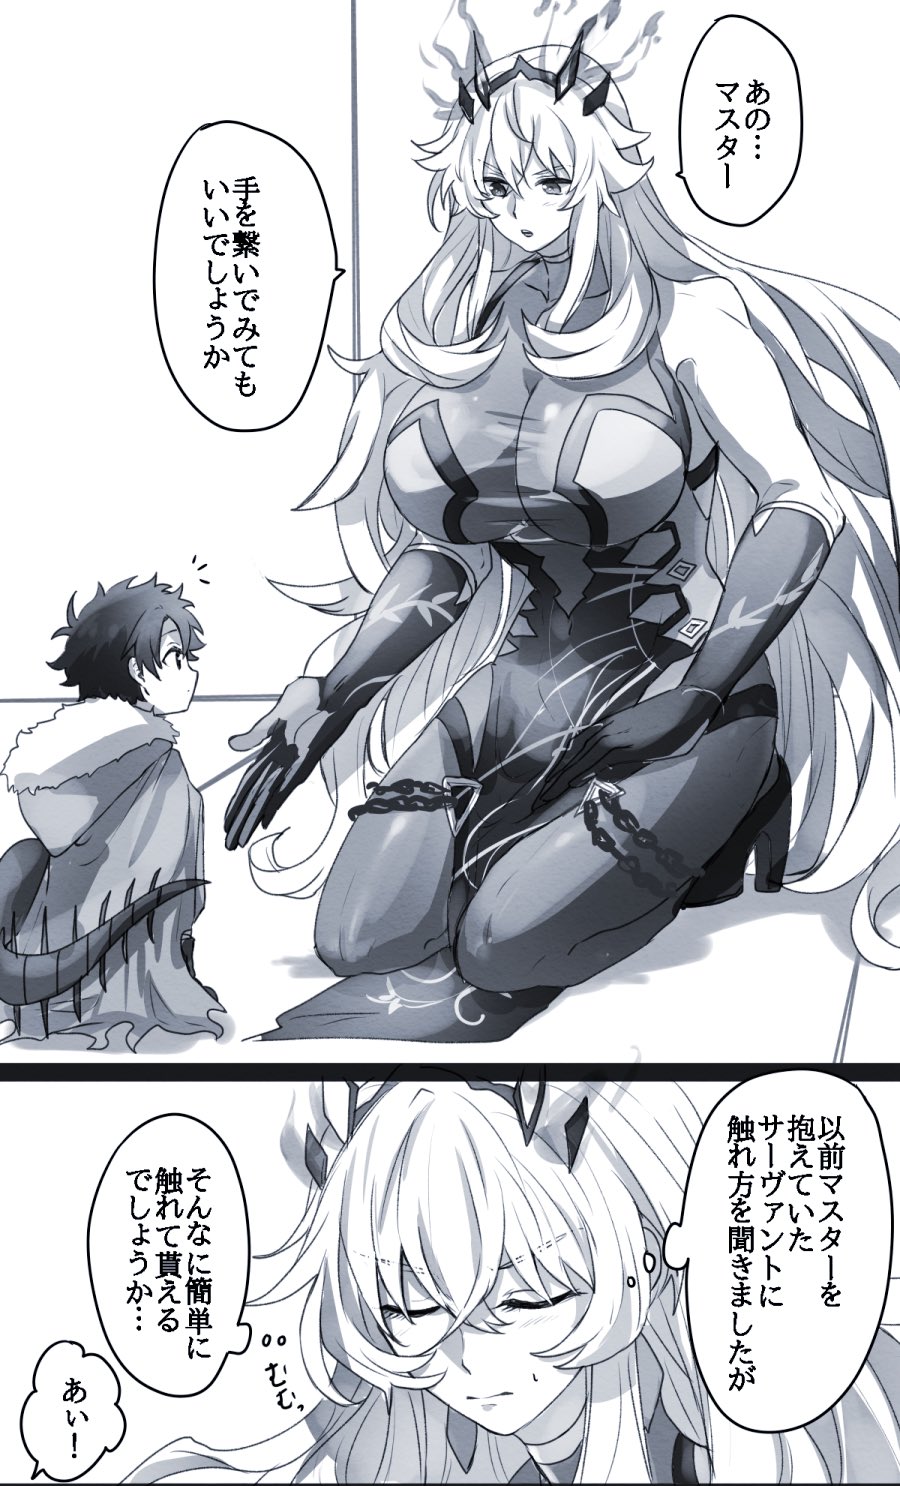 あの…
マスター
手を繋いでみても
いいでしょうか
以前マスターを
抱えていた
サーヴァントに
触れ方を聞きましたが
そんなに簡単に
触れて貰える
でしょうか…
むむっ
あぃ!